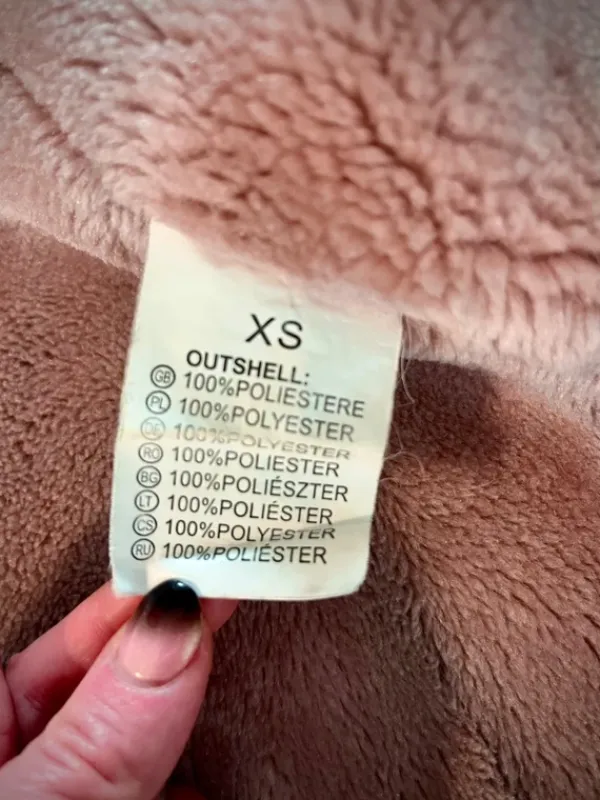 XS
OUTSHELL:
GB 100%POLIESTERE
PL 100%POLYESTER
DE 100%POLYESTER
RO 100%POLIESTER
BG 100%POLIÉSZTER
LT 100%POLIÉSTER
CS 100%POLYESTER
RU 100%POLIÉSTER